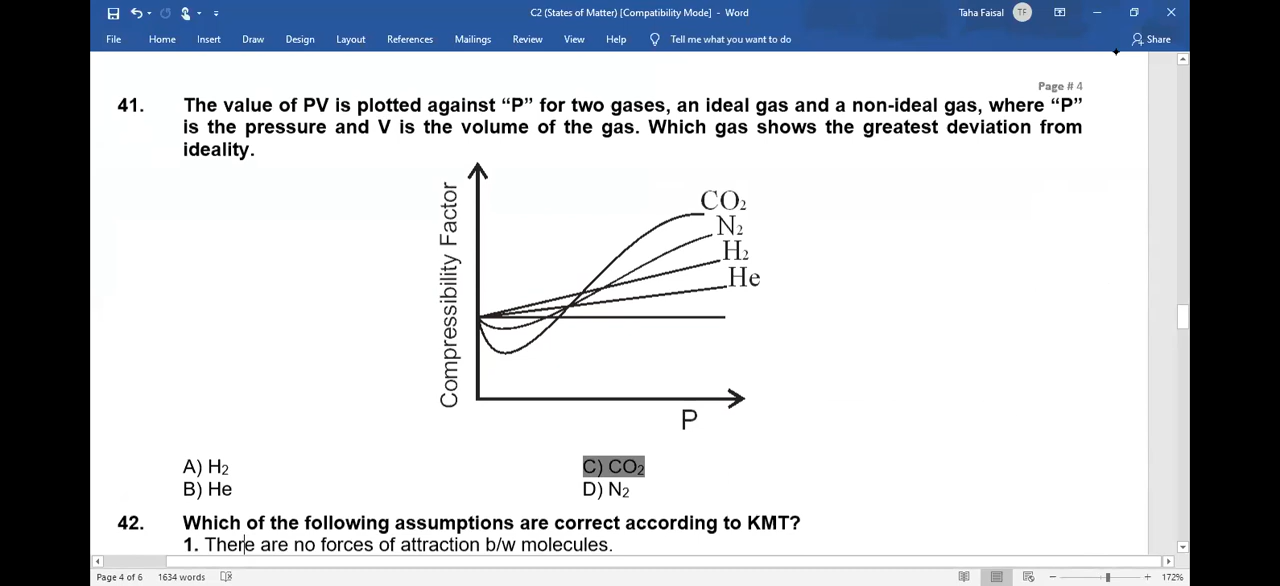 C2 (States of Matter) [Compatibility Mode] - Word
Taha Faisal TF
File Home Insert Draw Design Layout References Mailings Review View Help Tell me what you want to do Share
Page # 4
41. The value of PV is plotted against “P” for two gases, an ideal gas and a non-ideal gas, where “P”
is the pressure and V is the volume of the gas. Which gas shows the greatest deviation from
ideality.
Compressibility Factor
CO₂
N₂
H₂
He
P
A) H₂ C) CO₂
B) He D) N₂
42. Which of the following assumptions are correct according to KMT?
1. There are no forces of attraction b/w molecules.
Page 4 of 6 1634 words 172%